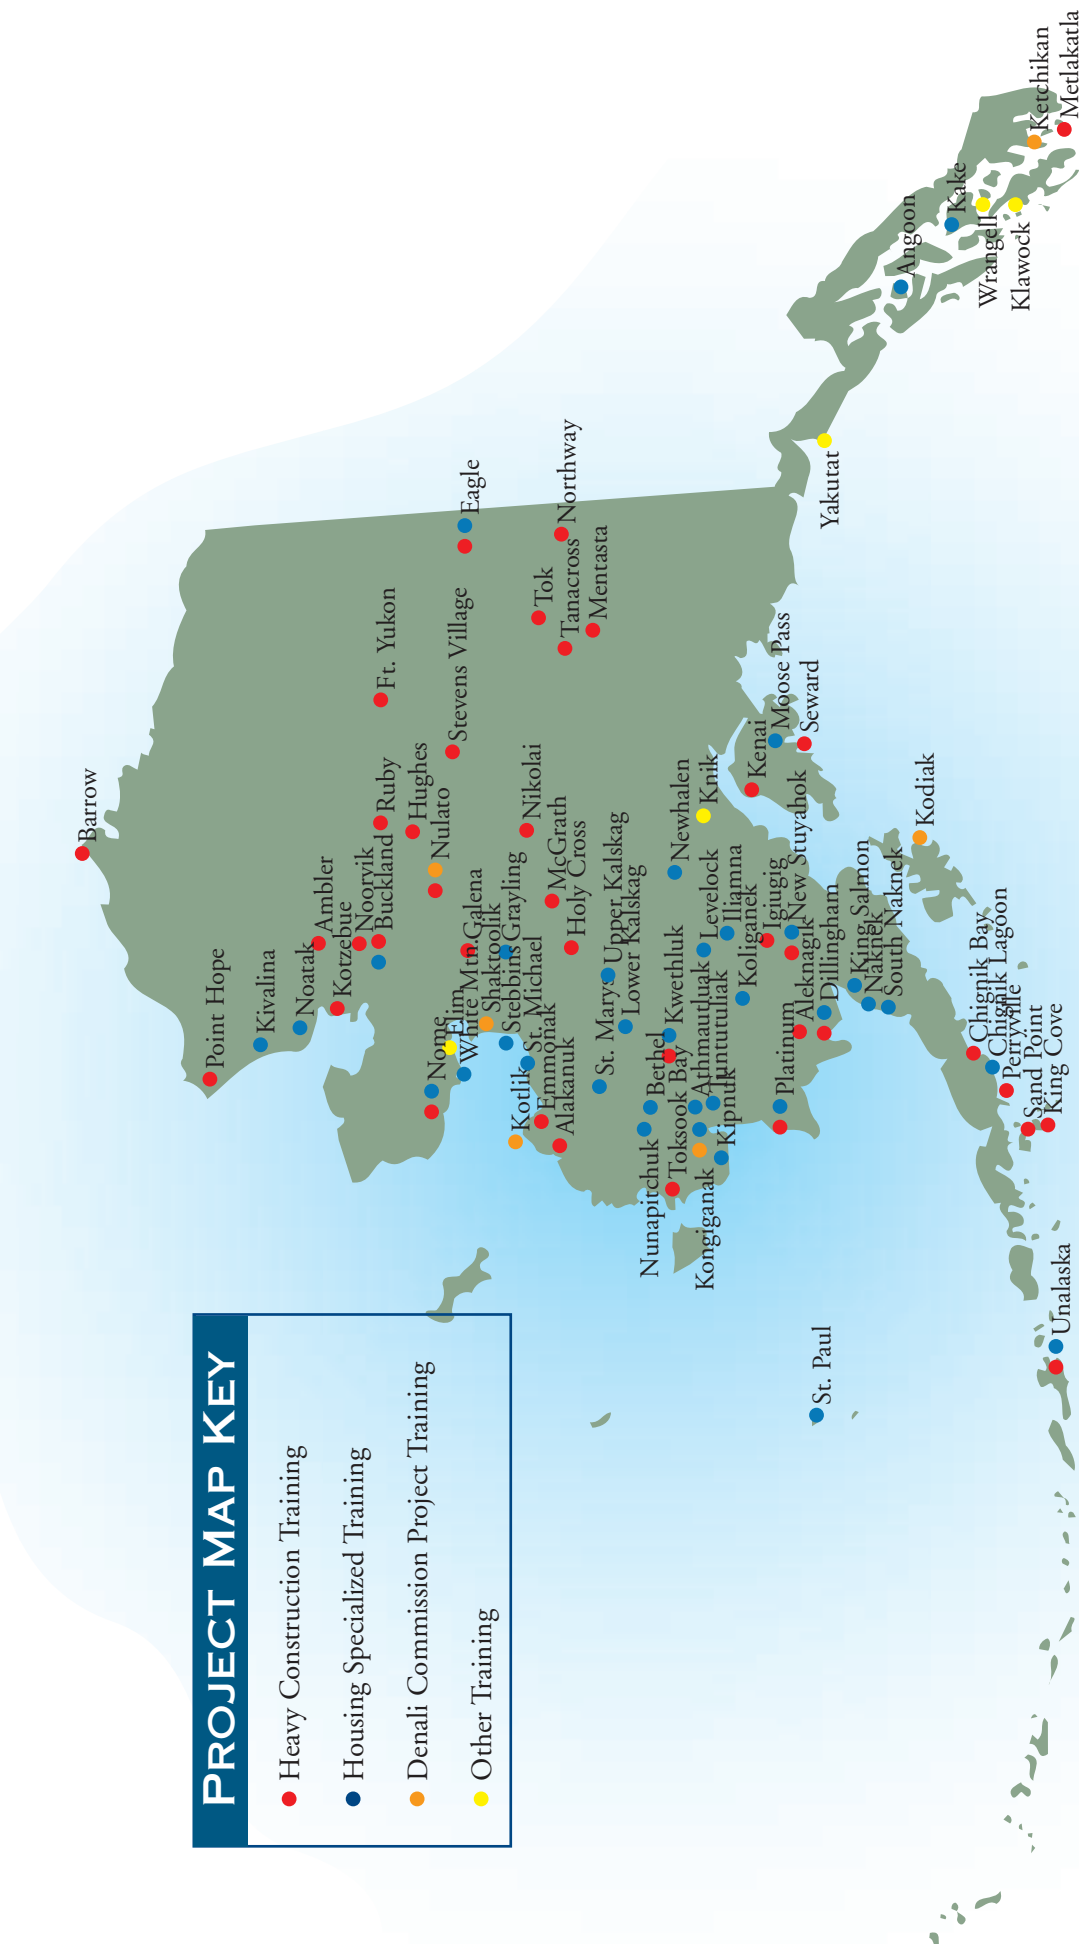 PROJECT MAP KEY
Heavy Construction Training
Housing Specialized Training
Denali Commission Project Training
Other Training
Barrow
Point Hope
Kivalina
Noatak
Kotzebue
Ambler
Noorvik
Buckland
Ruby
Ft. Yukon
Hughes
Nulato
Stevens Village
Eagle
Nome
Elim
White Mtn.
Galena
Shaktoolik
Stebbins
Grayling
St. Michael
Kotlik
Emmonak
Alakanuk
Nikolai
McGrath
Holy Cross
Tok
Tanacross
Northway
Mentasta
St. Marys
Upper Kalskag
Lower Kalskag
Nunapitchuk
Bethel
Kwethluk
Toksook Bay
Newhalen
Athmautluak
Tuntutuliak
Kongiganak
Kipnuk
Levelock
Knik
Iliamna
Koliganek
Igiugig
New Stuyahok
Kenai
Moose Pass
Seward
Platinum
Aleknagik
Dillingham
King Salmon
Naknek
South Naknek
Kodiak
Chignik Bay
Chignik Lagoon
Perryville
Sand Point
King Cove
Unalaska
St. Paul
Yakutat
Angoon
Kake
Wrangell
Klawock
Ketchikan
Metlakatla